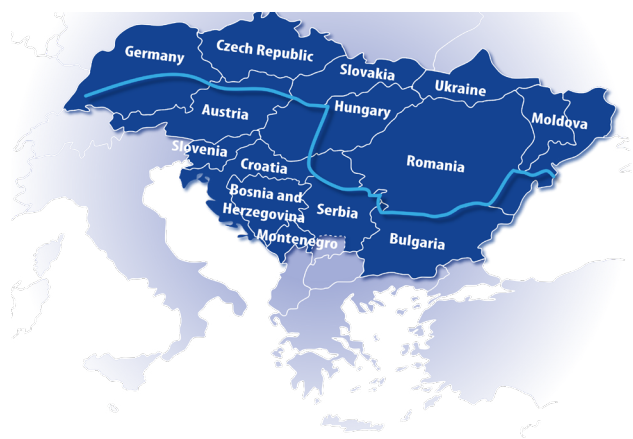 Germany
Czech Republic
Slovakia
Ukraine
Austria
Hungary
Moldova
Slovenia
Croatia
Romania
Bosnia and
Herzegovina
Serbia
Montenegro
Bulgaria